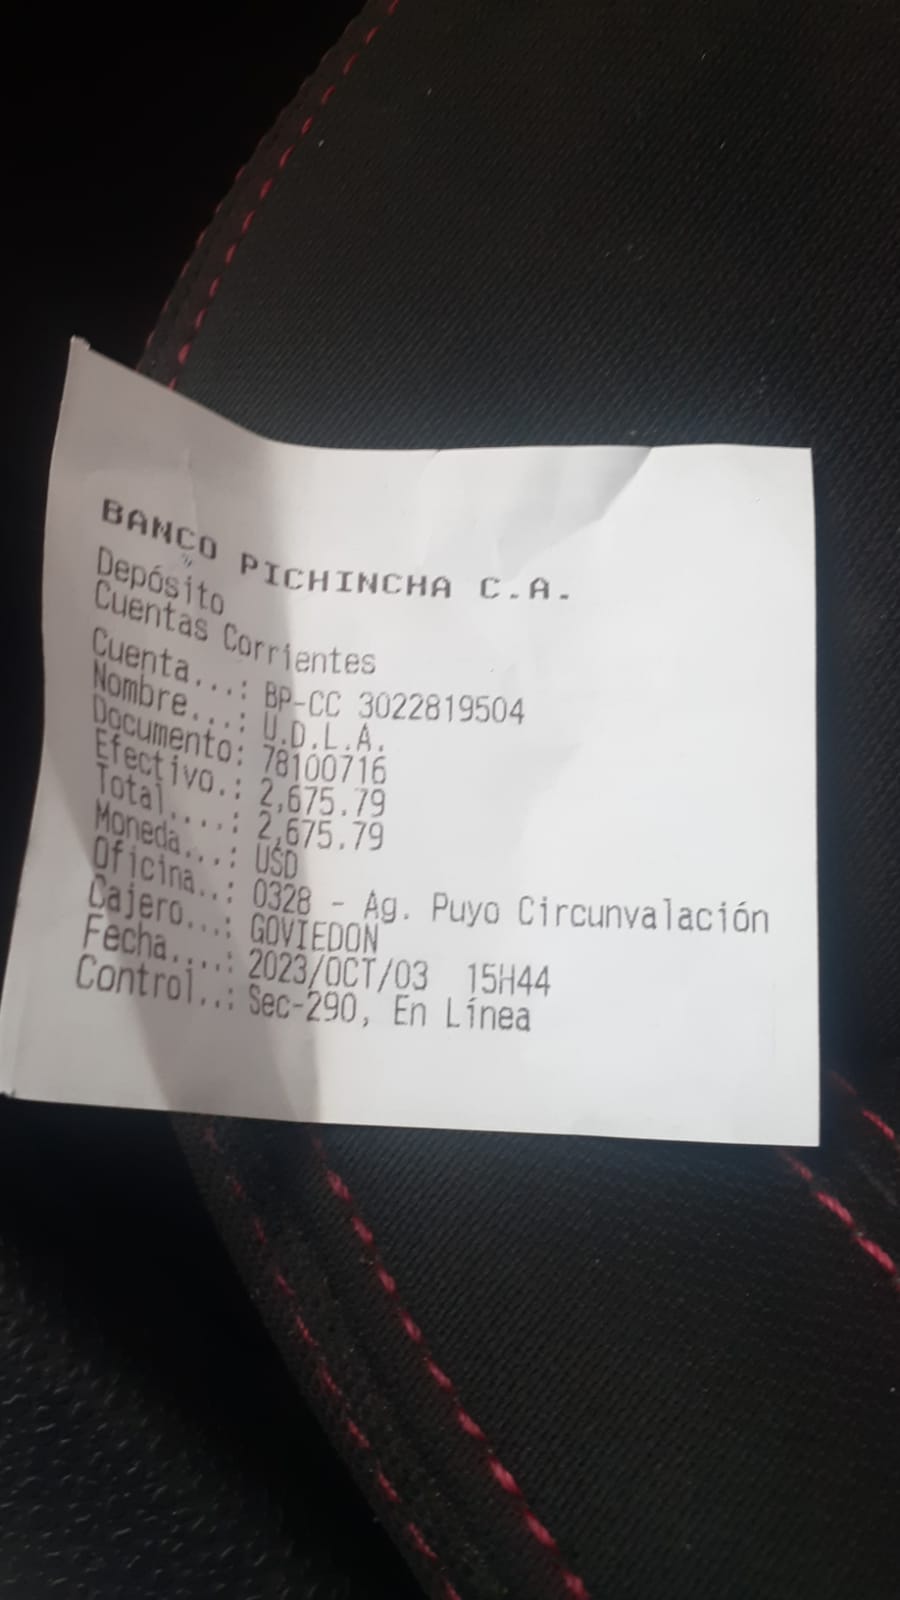 BANCO PICHINCHA C.A.
Depósito
Cuentas Corrientes
Cuenta...: BP-CC 3022819504
Nombre...: U.D.L.A.
Documento: 78100716
Efectivo.: 2,675.79
Total....: 2,675.79
Moneda...: USD
Oficina..: 0328 - Ag. Puyo Circunvalación
Cajero...: GOVIEDON
Fecha....: 2023/OCT/03 15H44
Control..: Sec-290, En Línea